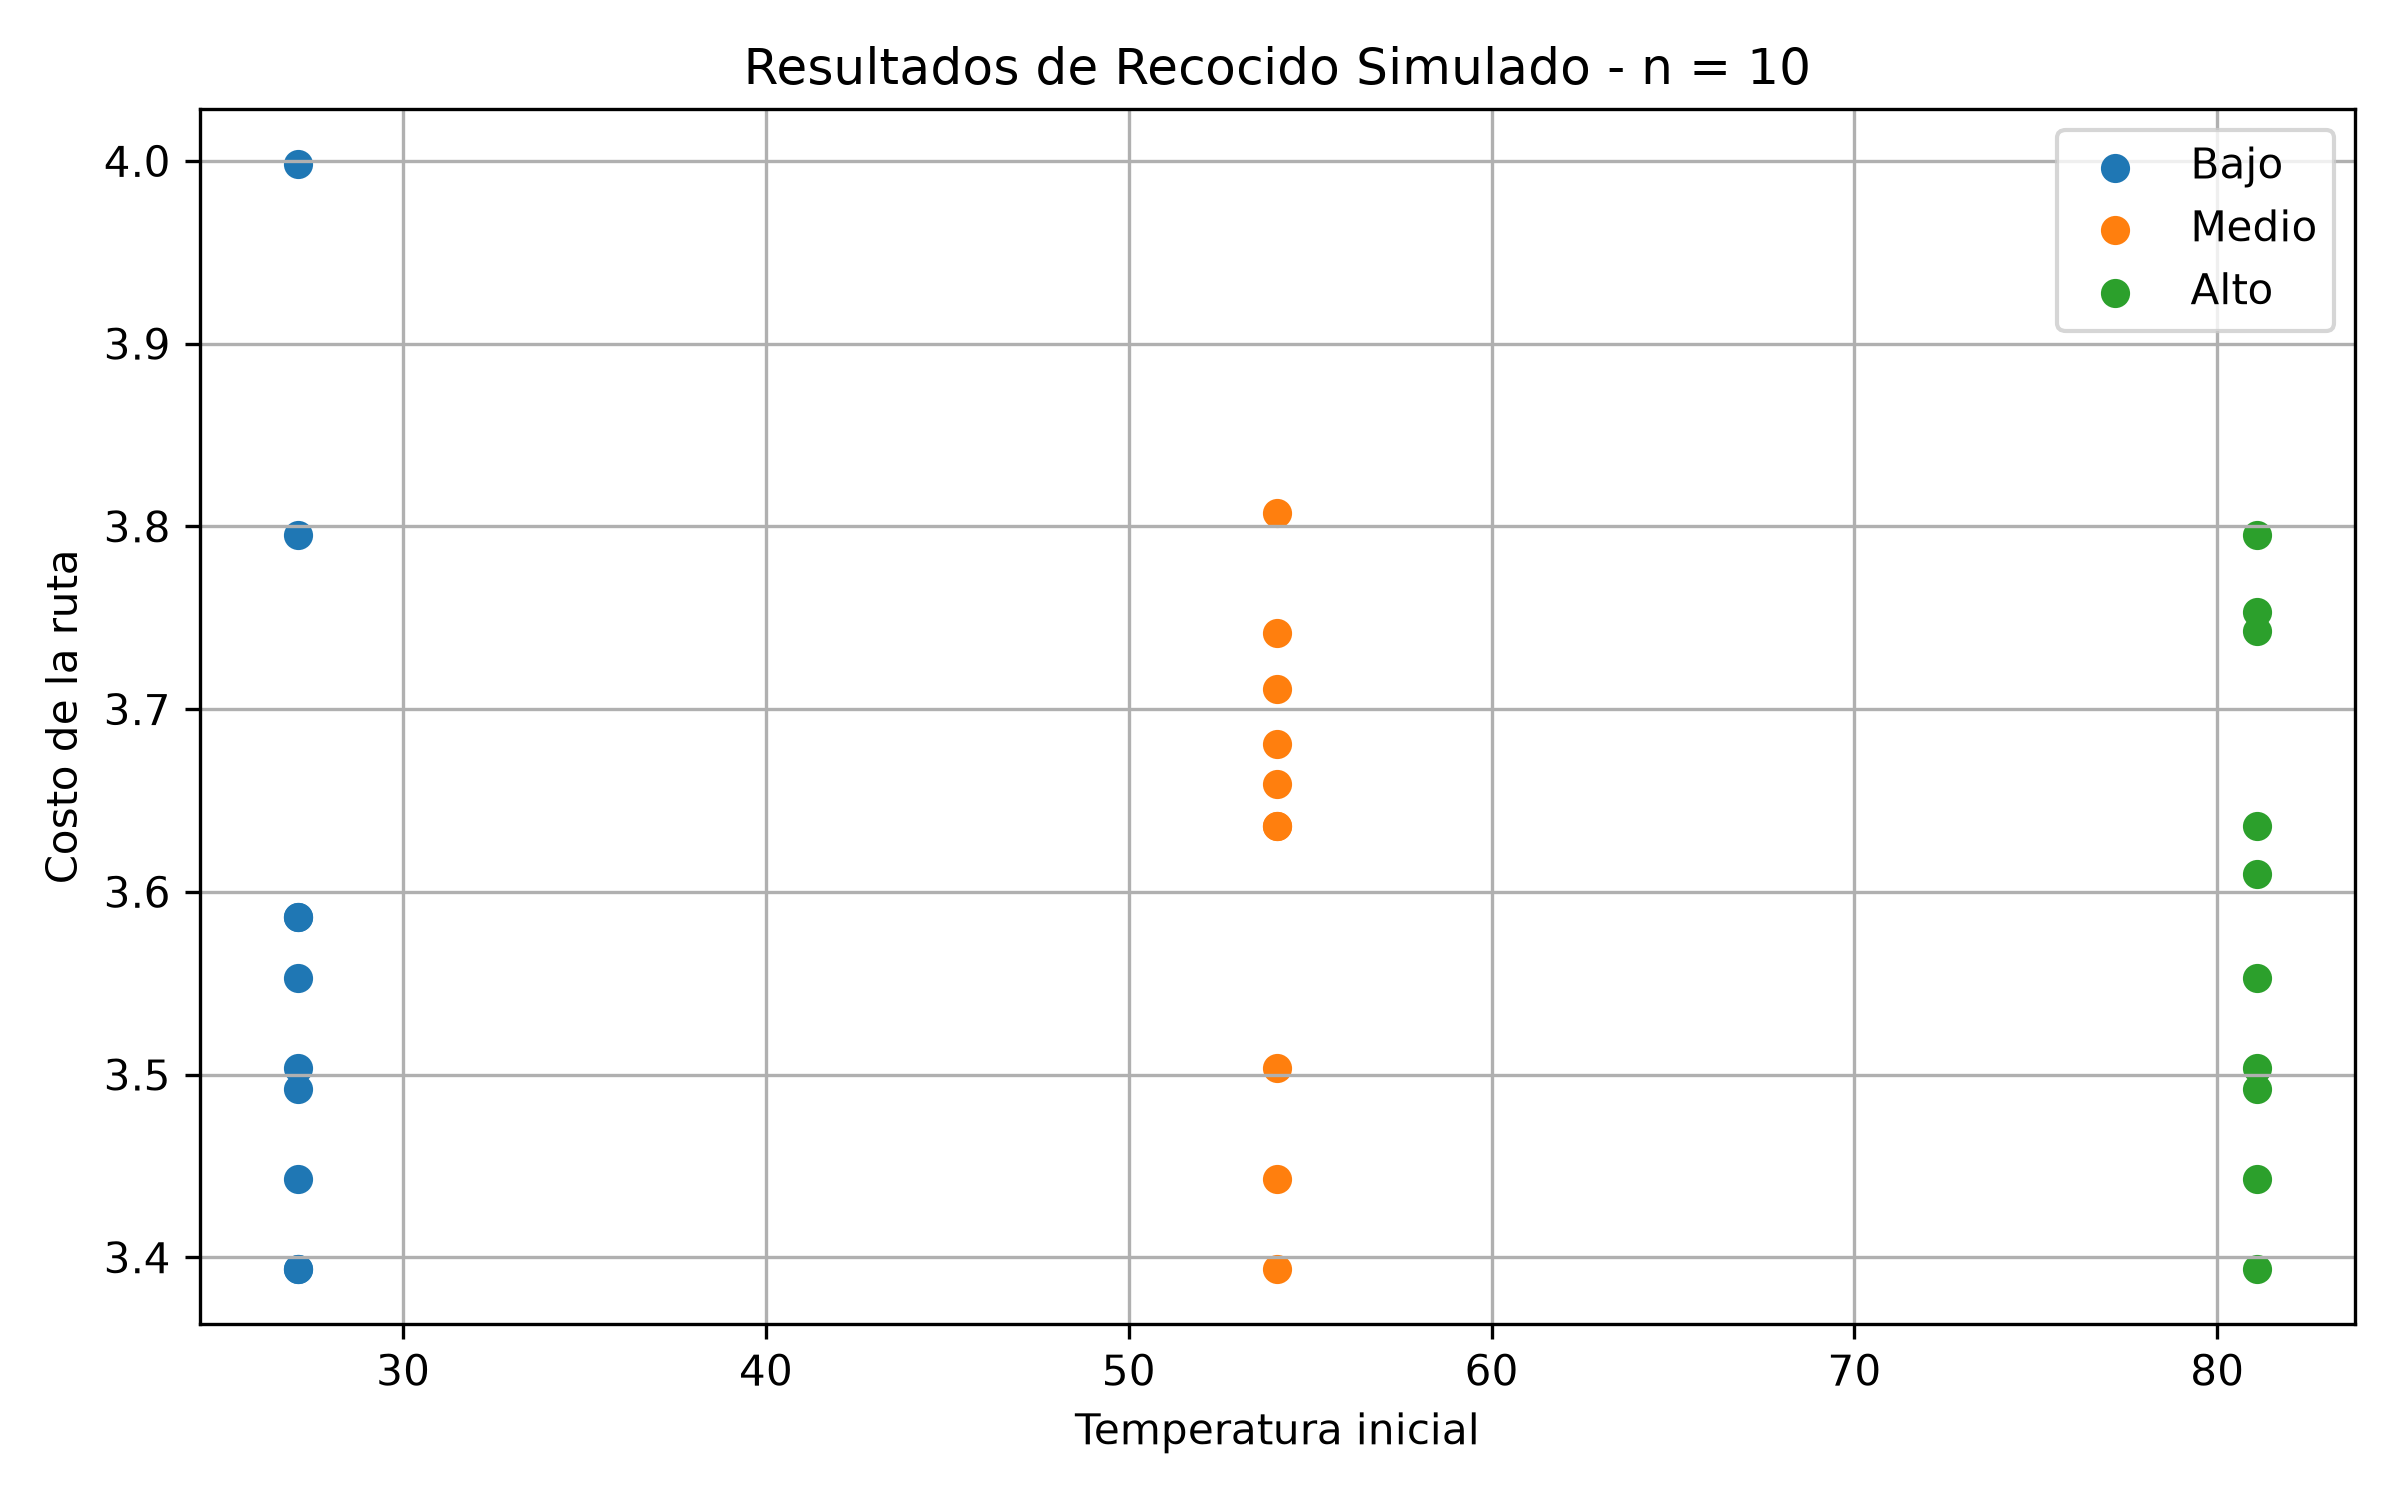 Resultados de Recocido Simulado - n = 10
Bajo
Medio
Alto
4.0
3.9
3.8
3.7
3.6
3.5
3.4
Costo de la ruta
30 40 50 60 70 80
Temperatura inicial